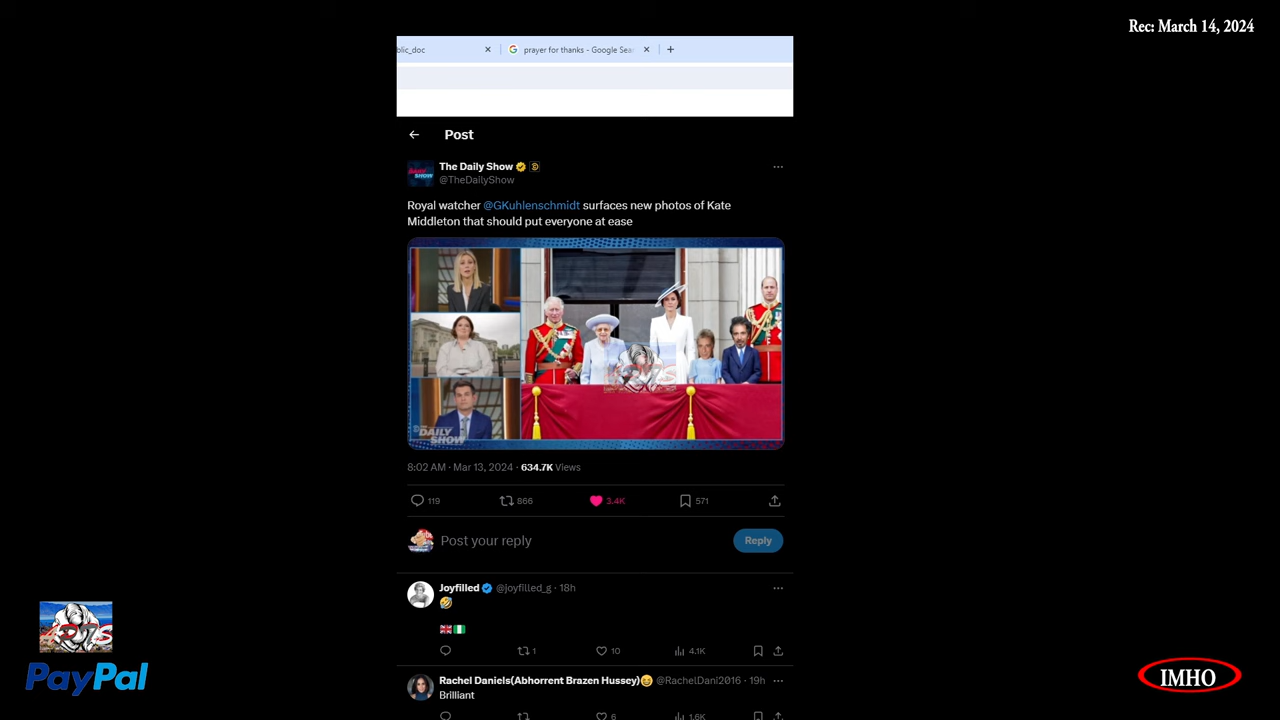 Rec: March 14, 2024
blic_doc
prayer for thanks - Google Sea
Post
The Daily Show
@TheDailyShow
Royal watcher @GKuhlenschmidt surfaces new photos of Kate
Middleton that should put everyone at ease
THE DAILY SHOW
8:02 AM · Mar 13, 2024 · 634.7K Views
119 866 3.4K 571
Post your reply
Reply
Joyfilled @joyfilled_g · 18h
1 10 4.1K
Rachel Daniels(Abhorrent Brazen Hussey)😆 @RachelDani2016 · 19h
Brilliant
6 1.6K
PayPal
IMHO